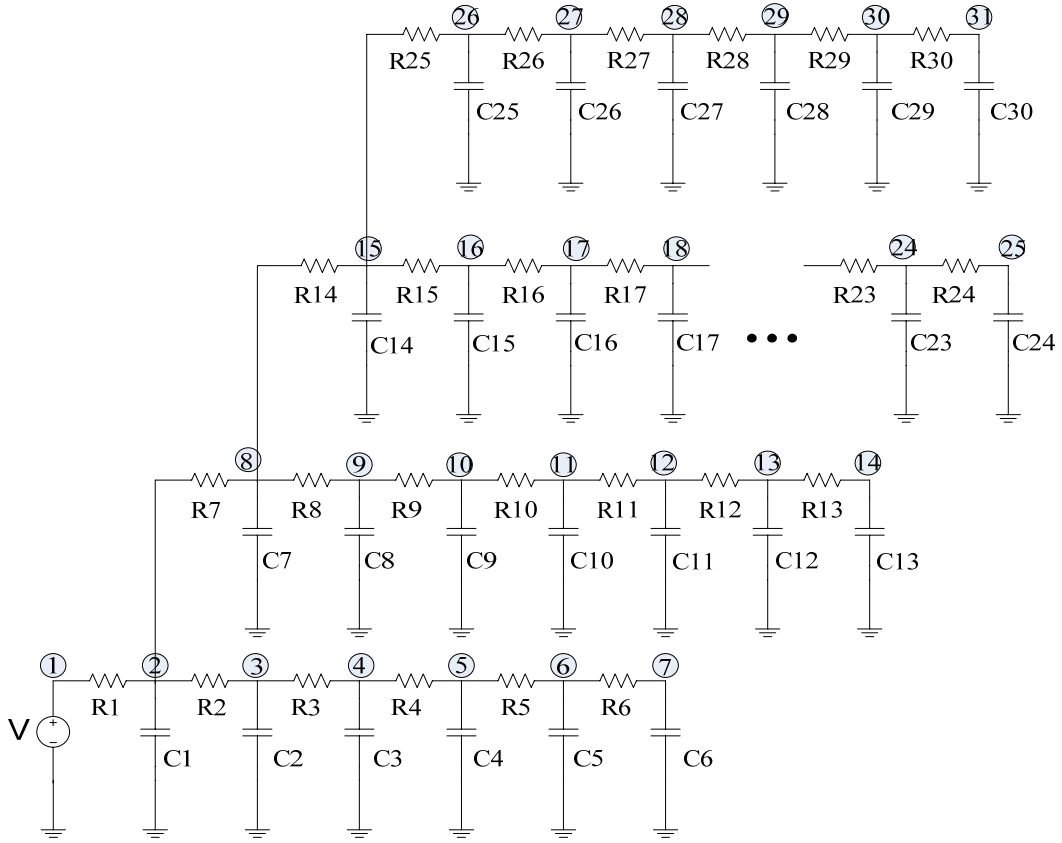 26 27 28 29 30 31
R25 R26 R27 R28 R29 R30
C25 C26 C27 C28 C29 C30
15 16 17 18 24 25
R14 R15 R16 R17 R23 R24
C14 C15 C16 C17 ••• C23 C24
8 9 10 11 12 13 14
R7 R8 R9 R10 R11 R12 R13
C7 C8 C9 C10 C11 C12 C13
1 2 3 4 5 6 7
R1 R2 R3 R4 R5 R6
V + −
C1 C2 C3 C4 C5 C6